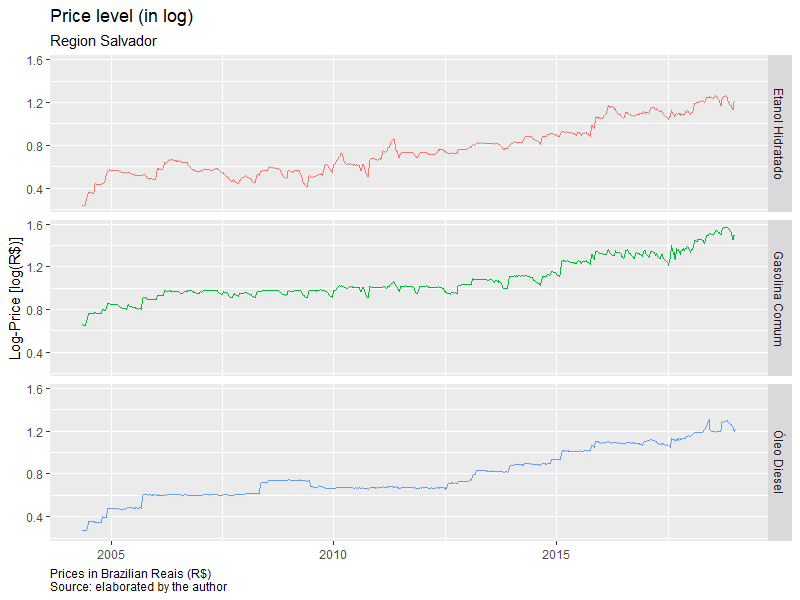 Price level (in log)
Region Salvador
Log-Price [log(R$)]
1.6
1.2
0.8
0.4
Etanol Hidratado
1.6
1.2
0.8
0.4
Gasolina Comum
1.6
1.2
0.8
0.4
Óleo Diesel
2005
2010
2015
Prices in Brazilian Reais (R$)
Source: elaborated by the author